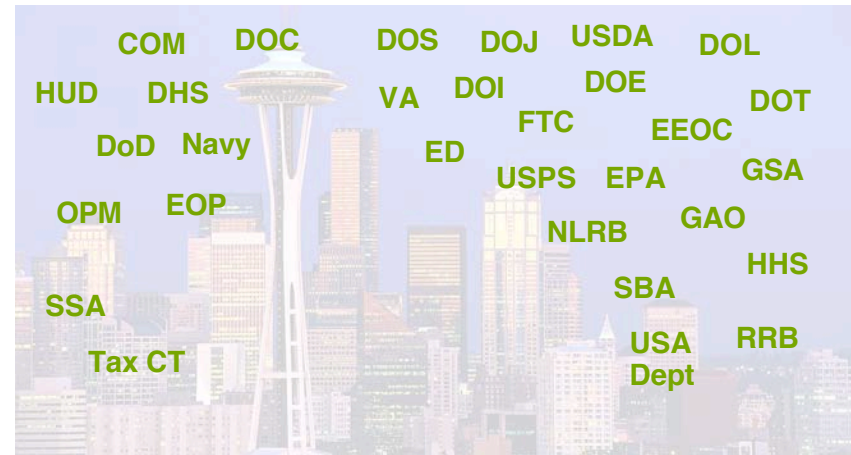 COM DOC DOS DOJ USDA DOL
HUD DHS VA DOI DOE DOT
DoD Navy ED FTC EEOC
USPS EPA GSA
OPM EOP NLRB GAO
SBA HHS
SSA
Tax CT USA RRB
Dept